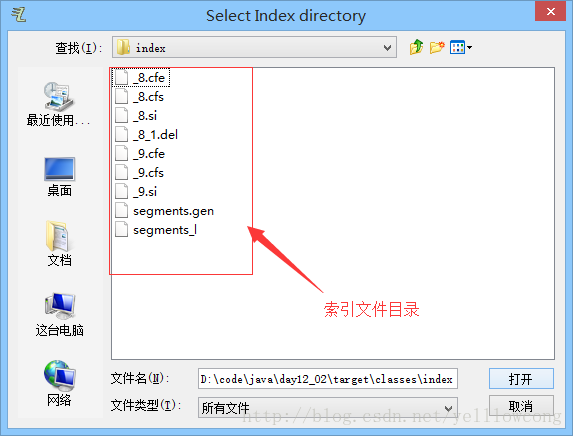 Select Index directory
查找(I):
index
_8.cfe
_8.cfs
_8.si
_8_1.del
_9.cfe
_9.cfs
_9.si
segments.gen
segments_l
最近使用...
桌面
文档
这台电脑
网络
索引文件目录
文件名(N):
D:\code\java\day12_02\target\classes\index
打开
文件类型(T):
所有文件
取消
http://blog.csdn.net/yelllowcong